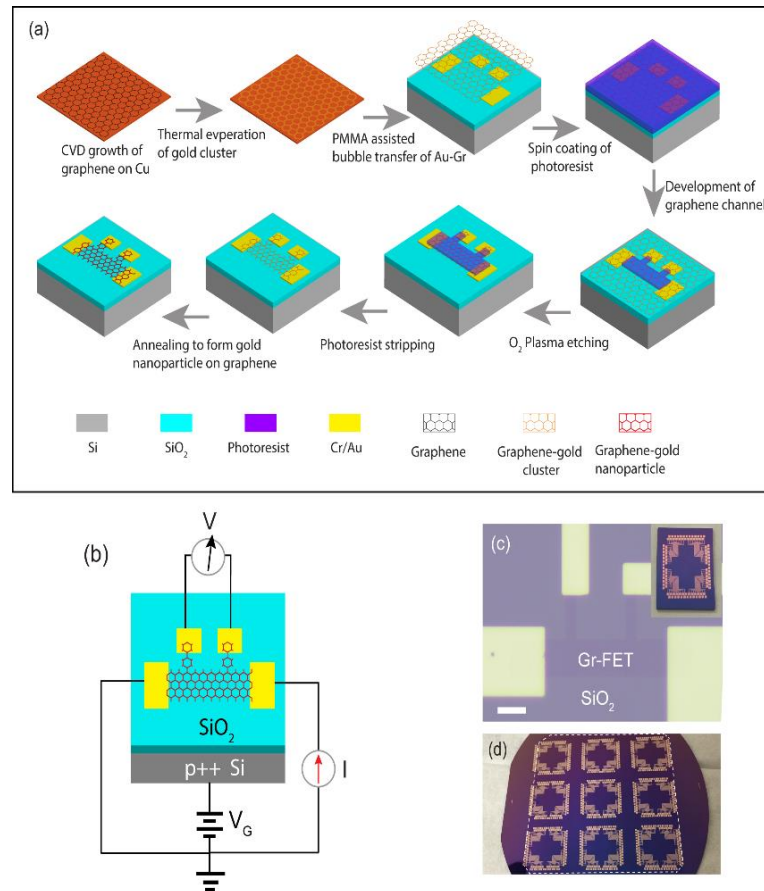 (a)
CVD growth of
graphene on Cu
Thermal experation
of gold cluster
PMMA assisted
bubble transfer of Au-Gr
Spin coating of
photoresist
Development of
graphene channel
O₂ Plasma etching
Photoresist stripping
Annealing to form gold
nanoparticle on graphene
Si
SiO₂
Photoresist
Cr/Au
Graphene
Graphene-gold
cluster
Graphene-gold
nanoparticle
(b)
V
SiO₂
p++ Si
I
V_G
(c)
Gr-FET
SiO₂
(d)